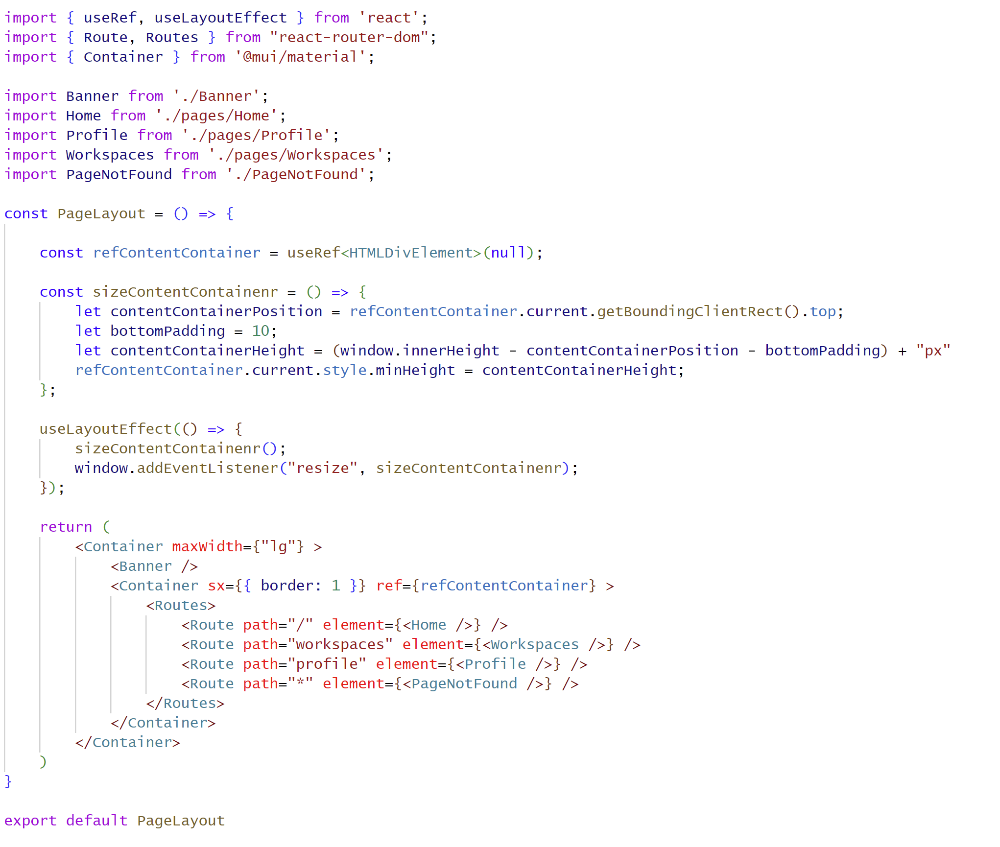 import { useRef, useLayoutEffect } from 'react';
import { Route, Routes } from "react-router-dom";
import { Container } from '@mui/material';

import Banner from './Banner';
import Home from './pages/Home';
import Profile from './pages/Profile';
import Workspaces from './pages/Workspaces';
import PageNotFound from './PageNotFound';

const PageLayout = () => {

    const refContentContainer = useRef<HTMLDivElement>(null);

    const sizeContentContainenr = () => {
        let contentContainerPosition = refContentContainer.current.getBoundingClientRect().top;
        let bottomPadding = 10;
        let contentContainerHeight = (window.innerHeight - contentContainerPosition - bottomPadding) + "px"
        refContentContainer.current.style.minHeight = contentContainerHeight;
    };

    useLayoutEffect(() => {
        sizeContentContainenr();
        window.addEventListener("resize", sizeContentContainenr);
    });

    return (
        <Container maxWidth={"lg"} >
            <Banner />
            <Container sx={{ border: 1 }} ref={refContentContainer} >
                <Routes>
                    <Route path="/" element={<Home />} />
                    <Route path="workspaces" element={<Workspaces />} />
                    <Route path="profile" element={<Profile />} />
                    <Route path="*" element={<PageNotFound />} />
                </Routes>
            </Container>
        </Container>
    )
}

export default PageLayout